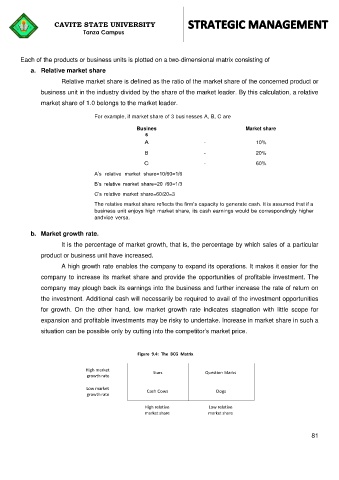 CAVITE STATE UNIVERSITY
Tanza Campus
STRATEGIC MANAGEMENT
Each of the products or business units is plotted on a two-dimensional matrix consisting of
a. Relative market share
Relative market share is defined as the ratio of the market share of the concerned product or
business unit in the industry divided by the share of the market leader. By this calculation, a relative
market share of 1.0 belongs to the market leader.
For example, if market share of 3 businesses A, B, C are
Busines Market share
s
A - 10%
B - 20%
C - 60%
A's relative market share=10/60=1/6
B's relative market share=20 /60=1/3
C's relative market share=60/20=3
The relative market share reflects the firm's capacity to generate cash. It is assumed that if a
business unit enjoys high market share, its cash earnings would be correspondingly higher
and vice versa.
b. Market growth rate.
It is the percentage of market growth, that is, the percentage by which sales of a particular
product or business unit have increased.
A high growth rate enables the company to expand its operations. It makes it easier for the
company to increase its market share and provide the opportunities of profitable investment. The
company may plough back its earnings into the business and further increase the rate of return on
the investment. Additional cash will necessarily be required to avail of the investment opportunities
for growth. On the other hand, low market growth rate indicates stagnation with little scope for
expansion and profitable investments may be risky to undertake. Increase in market share in such a
situation can be possible only by cutting into the competitor's market price.
Figure 9.4: The BCG Matrix
High market
growth rate
Stars Question Marks
Low market
growth rate
Cash Cows Dogs
High relative
market share
Low relative
market share
81